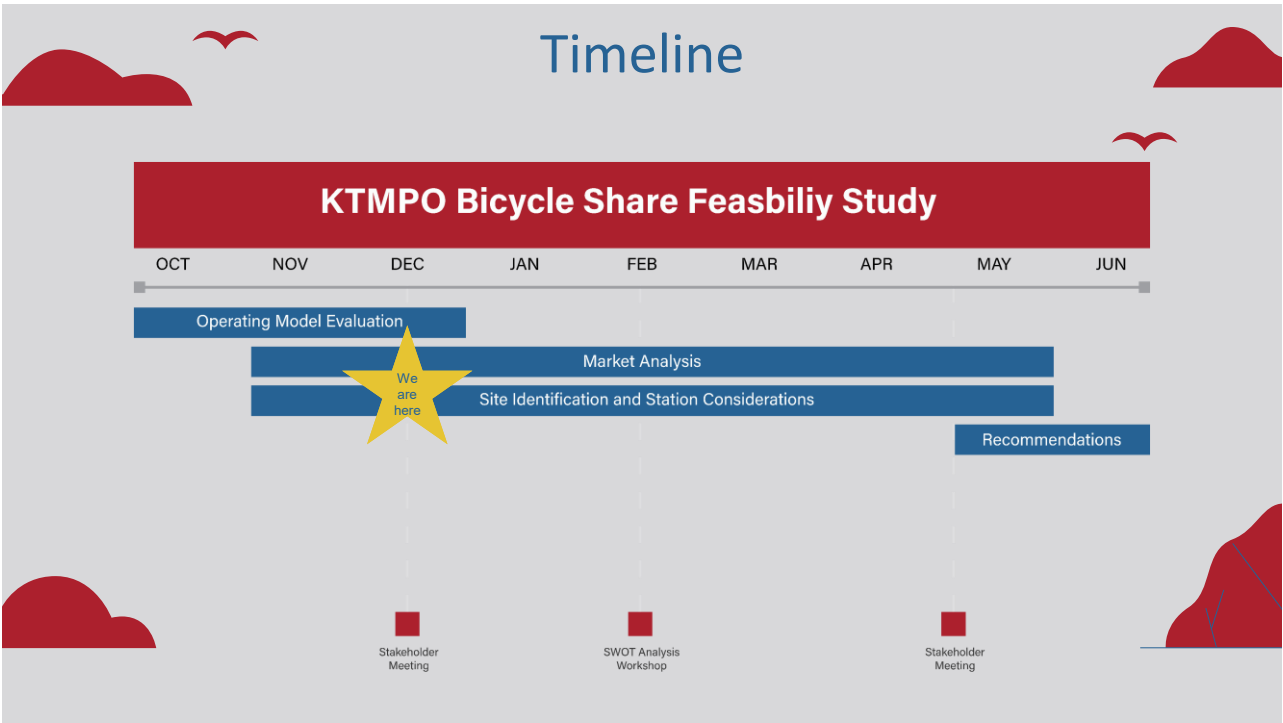 Timeline
KTMPO Bicycle Share Feasbiliy Study
OCT NOV DEC JAN FEB MAR APR MAY JUN
Operating Model Evaluation
Market Analysis
We
are
here
Site Identification and Station Considerations
Recommendations
Stakeholder
Meeting
SWOT Analysis
Workshop
Stakeholder
Meeting